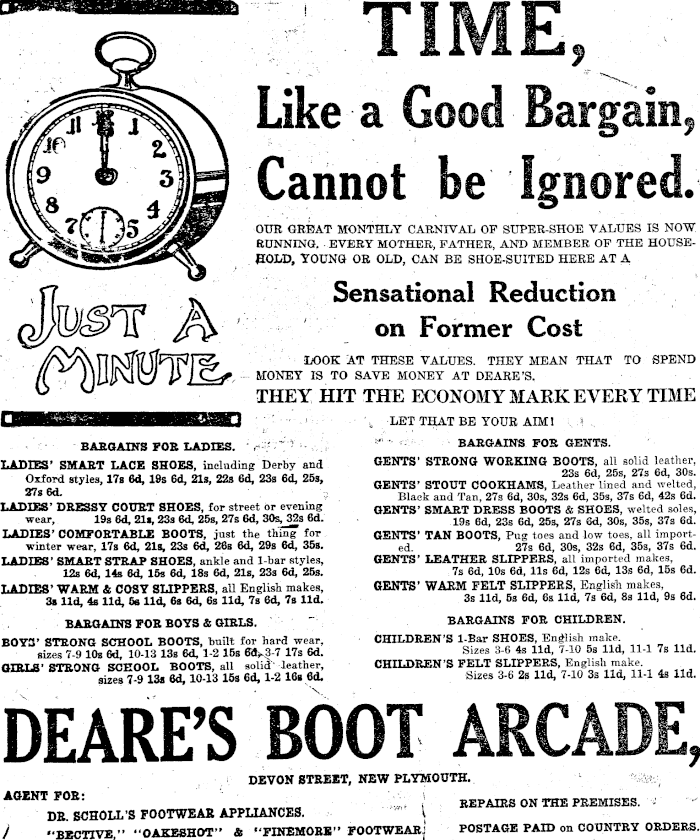 TIME,
Like a Good Bargain,
Cannot be Ignored.
OUR GREAT MONTHLY CARNIVAL OF SUPER-SHOE VALUES IS NOW
RUNNING. EVERY MOTHER, FATHER, AND MEMBER OF THE HOUSE-
HOLD, YOUNG OR OLD, CAN BE SHOE-SUITED HERE AT A
Sensational Reduction
on Former Cost
LOOK AT THESE VALUES. THEY MEAN THAT TO SPEND
MONEY IS TO SAVE MONEY AT DEARE'S.
THEY HIT THE ECONOMY MARK EVERY TIME
LET THAT BE YOUR AIM!
11 1
10 2
9 3
8 4
7 5
JUST A
MINUTE
BARGAINS FOR LADIES.
LADIES' SMART LACE SHOES, including Derby and
Oxford styles, 17s 6d, 19s 6d, 21s, 22s 6d, 23s 6d, 25s,
27s 6d.
LADIES' DRESSY COURT SHOES, for street or evening
wear, 19s 6d, 21s, 23s 6d, 25s, 27s 6d, 30s, 32s 6d.
LADIES' COMFORTABLE BOOTS, just the thing for
winter wear, 17s 6d, 21s, 23s 6d, 26s 6d, 29s 6d, 35s.
LADIES' SMART STRAP SHOES, ankle and 1-bar styles,
12s 6d, 14s 6d, 15s 6d, 18s 6d, 21s, 23s 6d, 25s.
LADIES' WARM & COSY SLIPPERS, all English makes,
3s 11d, 4s 11d, 5s 11d, 6s 6d, 6s 11d, 7s 6d, 7s 11d.
BARGAINS FOR BOYS & GIRLS.
BOYS' STRONG SCHOOL BOOTS, built for hard wear,
sizes 7-9 10s 6d, 10-13 13s 6d, 1-2 15s 6d, 3-7 17s 6d.
GIRLS' STRONG SCHOOL BOOTS, all solid leather,
sizes 7-9 13s 6d, 10-13 15s 6d, 1-2 16s 6d.
BARGAINS FOR GENTS.
GENTS' STRONG WORKING BOOTS, all solid leather,
23s 6d, 25s, 27s 6d, 30s.
GENTS' STOUT COOKHAMS, Leather lined and welted,
Black and Tan, 27s 6d, 30s, 32s 6d, 35s, 37s 6d, 42s 6d.
GENTS' SMART DRESS BOOTS & SHOES, welted soles,
19s 6d, 23s 6d, 25s, 27s 6d, 30s, 35s, 37s 6d.
GENTS' TAN BOOTS, Pug toes and low toes, all import-
ed. 27s 6d, 30s, 32s 6d, 35s, 37s 6d.
GENTS' LEATHER SLIPPERS, all imported makes,
7s 6d, 10s 6d, 11s 6d, 12s 6d, 13s 6d, 15s 6d.
GENTS' WARM FELT SLIPPERS, English makes,
3s 11d, 5s 6d, 6s 11d, 7s 6d, 8s 11d, 9s 6d.
BARGAINS FOR CHILDREN.
CHILDREN'S 1-Bar SHOES, English make.
Sizes 3-6 4s 11d, 7-10 5s 11d, 11-1 7s 11d.
CHILDREN'S FELT SLIPPERS, English make.
Sizes 3-6 2s 11d, 7-10 3s 11d, 11-1 4s 11d.
DEARE'S BOOT ARCADE,
DEVON STREET, NEW PLYMOUTH.
AGENT FOR:
DR. SCHOLL'S FOOTWEAR APPLIANCES.
"BECTIVE," "OAKESHOT" & "FINEMORE" FOOTWEAR
REPAIRS ON THE PREMISES.
POSTAGE PAID on COUNTRY ORDERS